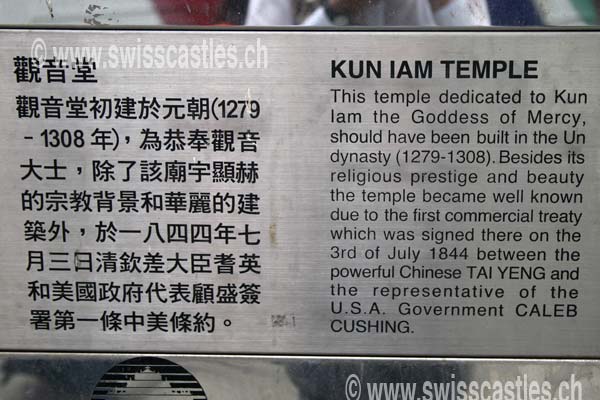 © www.swisscastles.ch
觀音堂
觀音堂初建於元朝(1279
- 1308 年)，為恭奉觀音
大士，除了該廟宇顯赫
的宗教背景和華麗的建
築外，於一八四四年七
月三日清欽差大臣耆英
和美國政府代表顧盛簽
署第一條中美條約。
KUN IAM TEMPLE
This temple dedicated to Kun
Iam the Goddess of Mercy,
should have been built in the Un
dynasty (1279-1308). Besides its
religious prestige and beauty
the temple became well known
due to the first commercial treaty
which was signed there on the
3rd of July 1844 between the
powerful Chinese TAI YENG and
the representative of the
U.S.A. Government CALEB
CUSHING.
© www.swisscastles.ch